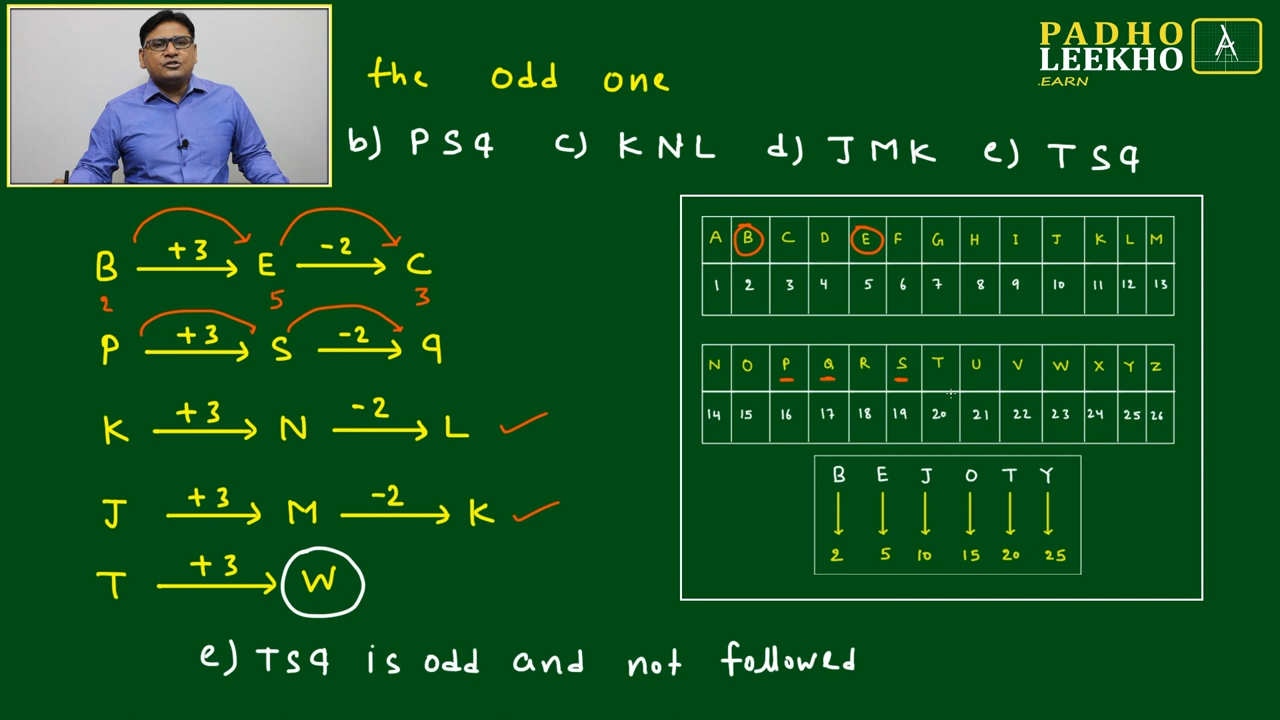 PADHO
LEEKHO
.EARN
the odd one
b) PSq c) KNL d) JMK e) TSq
B +3 E -2 C
2 5 3
P +3 S -2 q
K +3 N -2 L
J +3 M -2 K
T +3 W
A B C D E F G H I J K L M
1 2 3 4 5 6 7 8 9 10 11 12 13
N O P Q R S T U V W X Y Z
14 15 16 17 18 19 20 21 22 23 24 25 26
B E J O T Y
2 5 10 15 20 25
e) TSq is odd and not followed